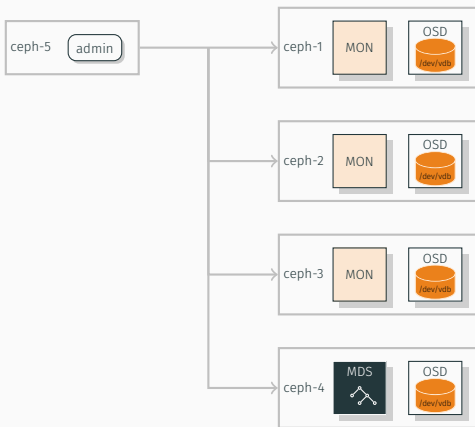 ceph-5 admin
ceph-1 MON OSD
/dev/vdb
ceph-2 MON OSD
/dev/vdb
ceph-3 MON OSD
/dev/vdb
ceph-4 MDS OSD
/dev/vdb